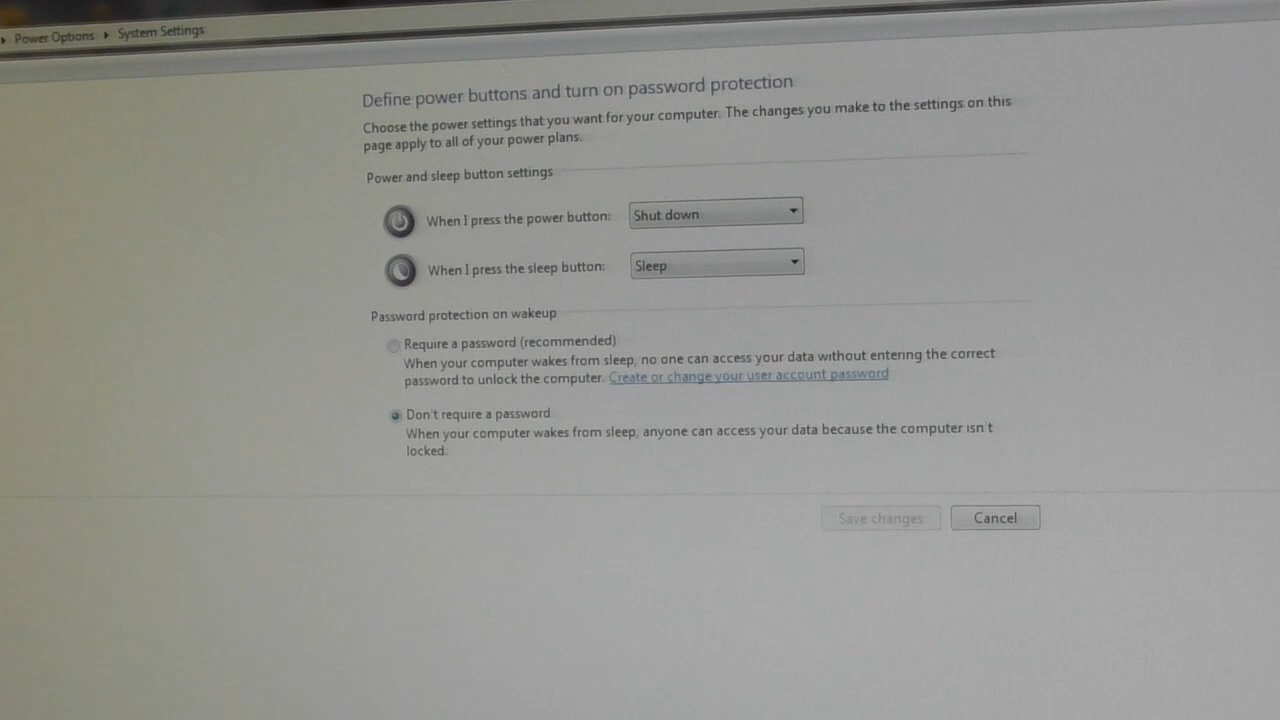 Power Options System Settings
Define power buttons and turn on password protection
Choose the power settings that you want for your computer. The changes you make to the settings on this
page apply to all of your power plans.
Power and sleep button settings
When I press the power button: Shut down
When I press the sleep button: Sleep
Password protection on wakeup
Require a password (recommended)
When your computer wakes from sleep, no one can access your data without entering the correct
password to unlock the computer. Create or change your user account password
Don't require a password
When your computer wakes from sleep, anyone can access your data because the computer isn't
locked.
Save changes Cancel